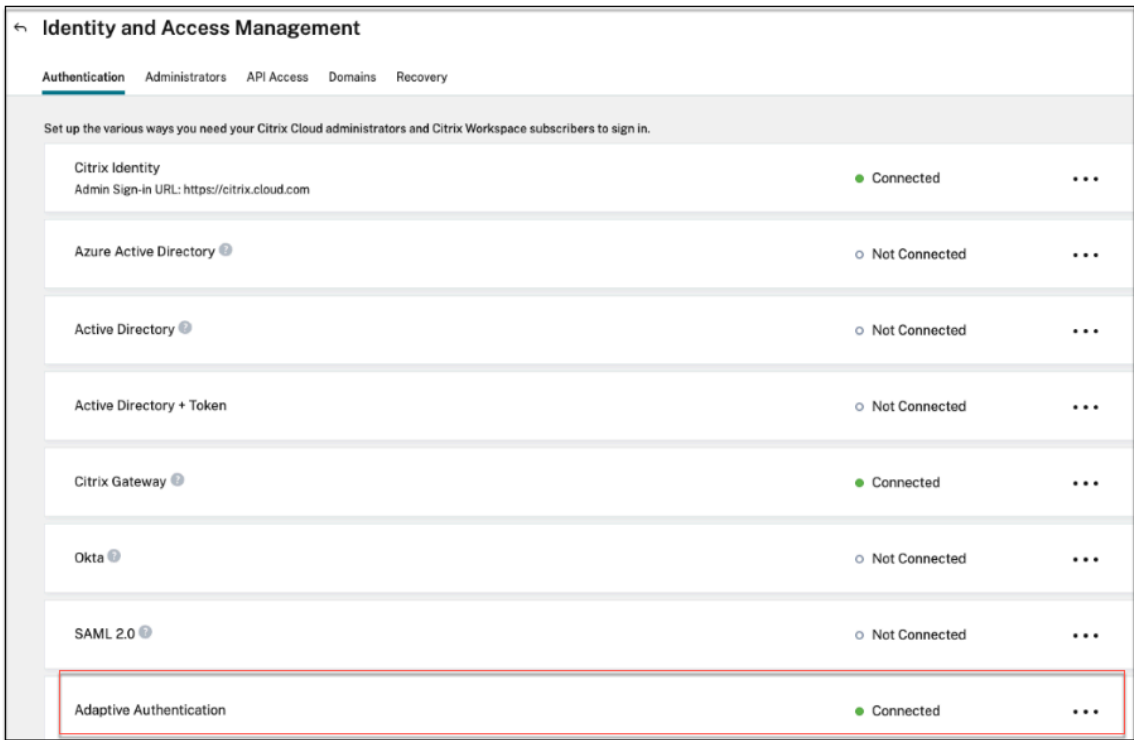 Identity and Access Management
Authentication Administrators API Access Domains Recovery
Set up the various ways you need your Citrix Cloud administrators and Citrix Workspace subscribers to sign in.
Citrix Identity
Admin Sign-in URL: https://citrix.cloud.com
Connected
Azure Active Directory ?
Not Connected
Active Directory ?
Not Connected
Active Directory + Token
Not Connected
Citrix Gateway ?
Connected
Okta ?
Not Connected
SAML 2.0 ?
Not Connected
Adaptive Authentication
Connected